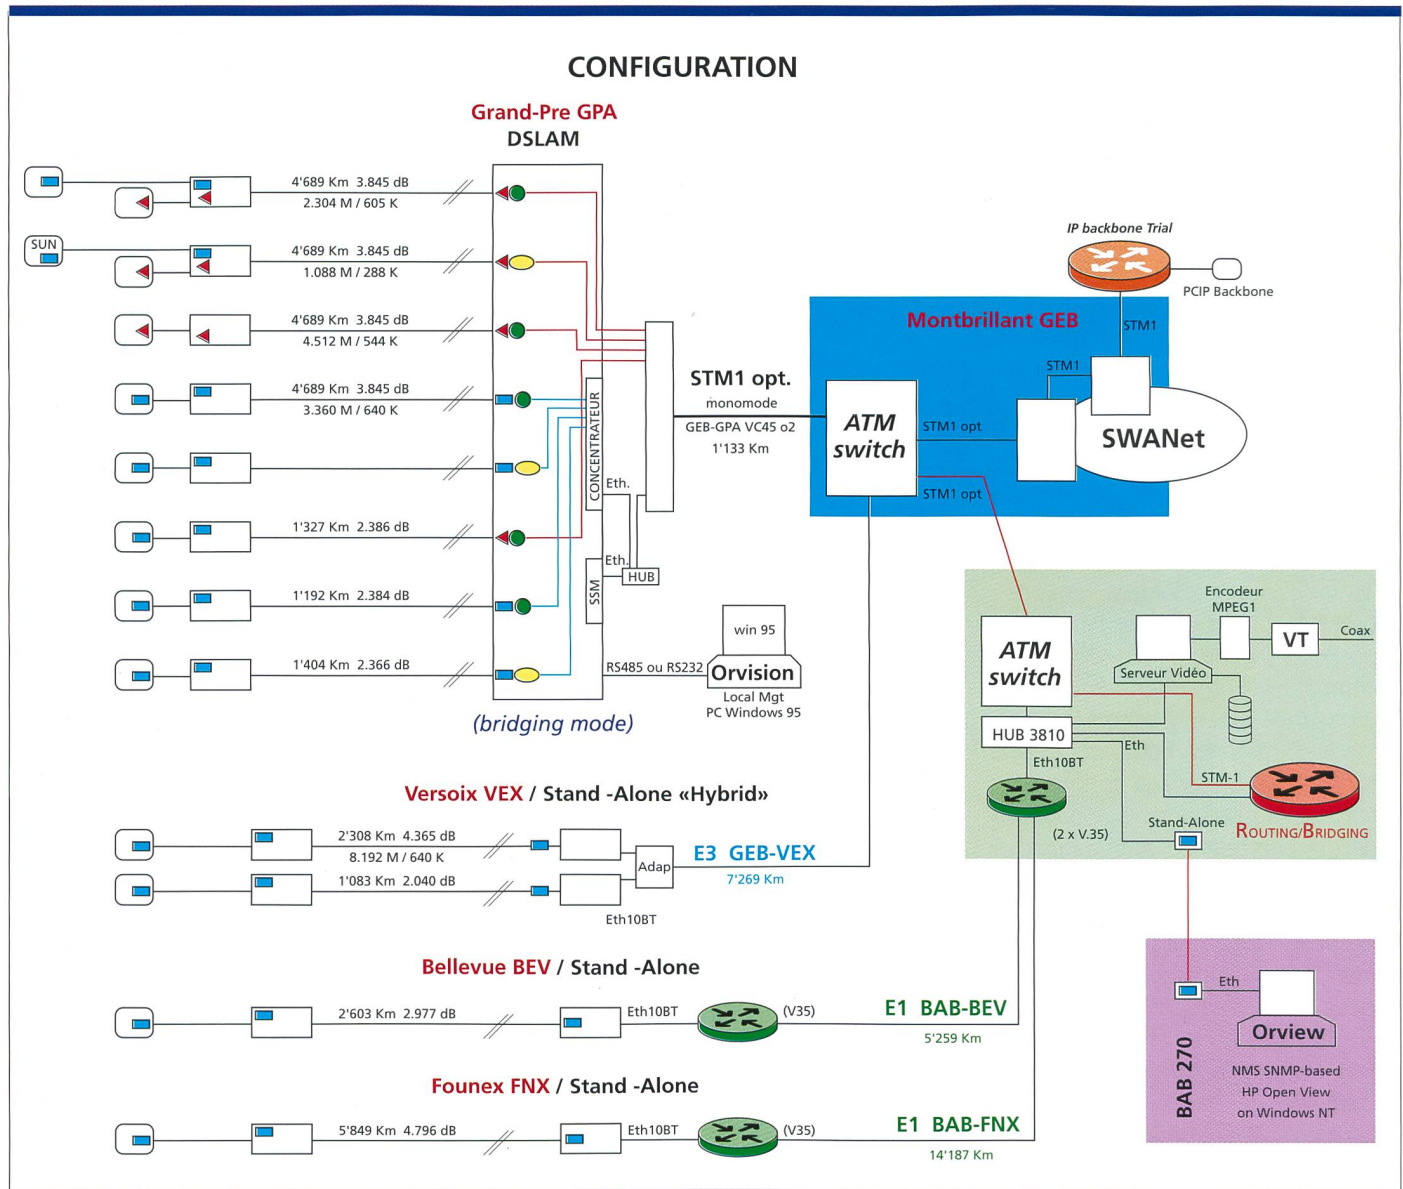 CONFIGURATION
Grand-Pre GPA
DSLAM
4'689 Km 3.845 dB
2.304 M / 605 K
SUN
4'689 Km 3.845 dB
1.088 M / 288 K
4'689 Km 3.845 dB
4.512 M / 544 K
4'689 Km 3.845 dB
3.360 M / 640 K
1'327 Km 2.386 dB
1'192 Km 2.384 dB
1'404 Km 2.366 dB
CONCENTRATEUR
SSM
Eth.
Eth.
HUB
(bridging mode)
STM1 opt.
monomode
GEB-GPA VC45 o2
1'133 Km
RS485 ou RS232
win 95
Orvision
Local Mgt
PC Windows 95
IP backbone Trial
PCIP Backbone
Montbrillant GEB
STM1
STM1
ATM
switch
STM1 opt
STM1 opt
SWANet
Encodeur
MPEG1
ATM
switch
VT
Coax
Serveur Vidéo
HUB 3810
Eth
Eth10BT
STM-1
(2 x V.35)
Stand-Alone
ROUTING/BRIDGING
Versoix VEX / Stand -Alone «Hybrid»
2'308 Km 4.365 dB
8.192 M / 640 K
1'083 Km 2.040 dB
Adap
E3 GEB-VEX
7'269 Km
Eth10BT
Bellevue BEV / Stand -Alone
2'603 Km 2.977 dB
Eth10BT
(V35)
E1 BAB-BEV
5'259 Km
Founex FNX / Stand -Alone
5'849 Km 4.796 dB
Eth10BT
(V35)
E1 BAB-FNX
14'187 Km
Eth
Orview
BAB 270
NMS SNMP-based
HP Open View
on Windows NT